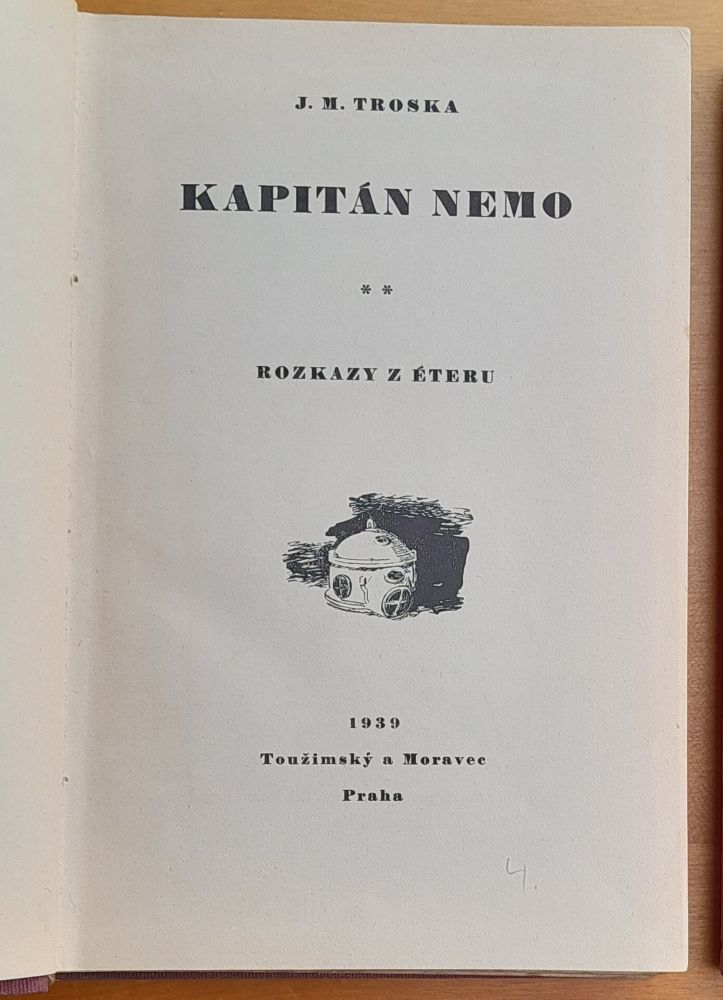 J. M. TROSKA
KAPITÁN NEMO
* *
ROZKAZY Z ÉTERU
1939
Toužimský a Moravec
Praha
4.